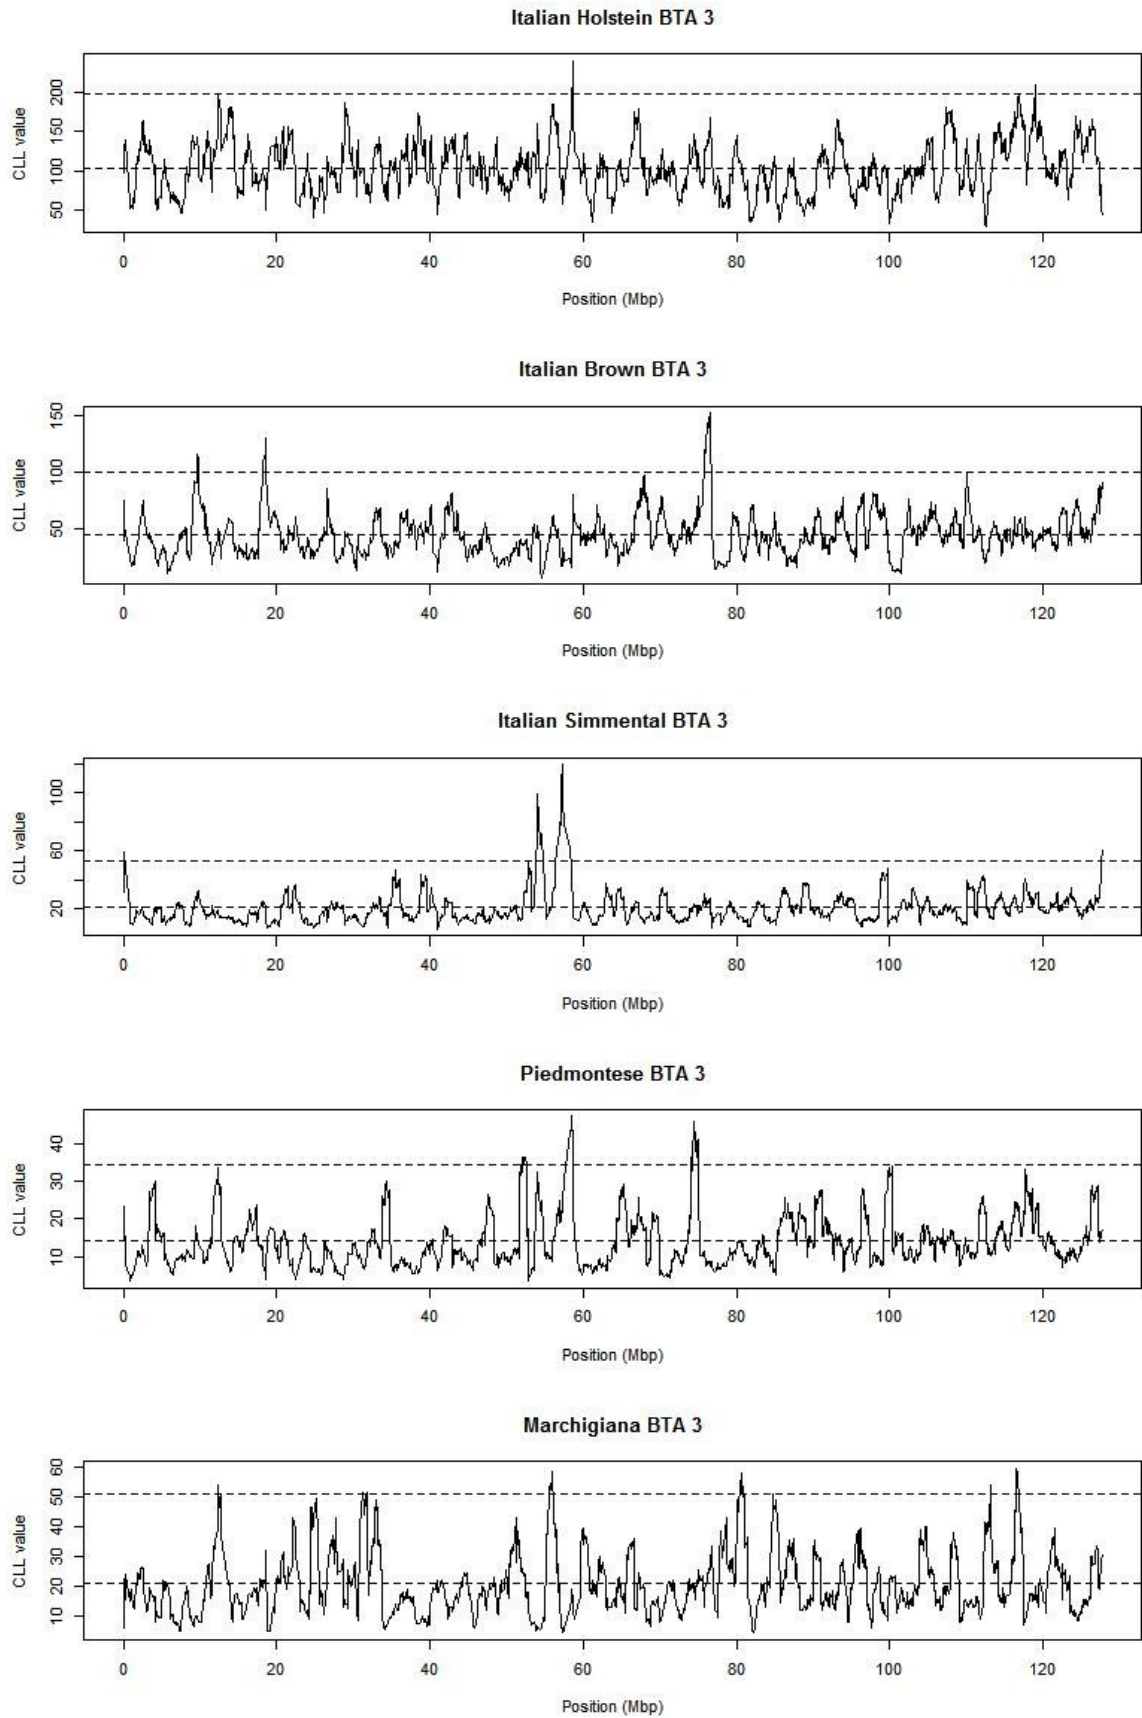 Italian Holstein BTA 3
CLL value
200
150
100
50
0 20 40 60 80 100 120
Position (Mbp)
Italian Brown BTA 3
CLL value
150
100
50
0 20 40 60 80 100 120
Position (Mbp)
Italian Simmental BTA 3
CLL value
100
60
20
0 20 40 60 80 100 120
Position (Mbp)
Piedmontese BTA 3
CLL value
40
30
20
10
0 20 40 60 80 100 120
Position (Mbp)
Marchigiana BTA 3
CLL value
60
50
40
30
20
10
0 20 40 60 80 100 120
Position (Mbp)